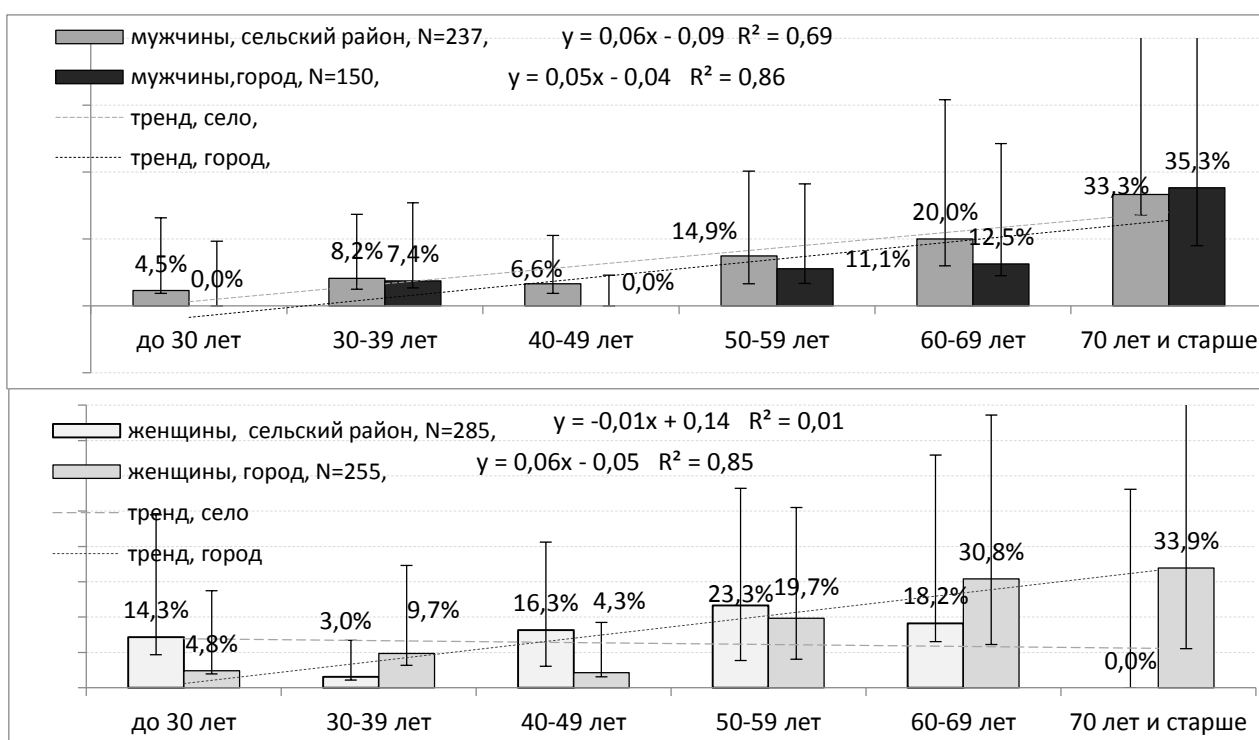 мужчины, сельский район, N=237, y = 0,06x - 0,09 R² = 0,69
мужчины,город, N=150, y = 0,05x - 0,04 R² = 0,86
тренд, село,
тренд, город,
4,5% 0,0% 8,2% 7,4% 6,6% 0,0% 14,9% 11,1% 20,0% 12,5% 33,3% 35,3%
до 30 лет 30-39 лет 40-49 лет 50-59 лет 60-69 лет 70 лет и старше
женщины, сельский район, N=285, y = -0,01x + 0,14 R² = 0,01
женщины, город, N=255, y = 0,06x - 0,05 R² = 0,85
тренд, село
тренд, город
14,3% 4,8% 3,0% 9,7% 16,3% 4,3% 23,3% 19,7% 18,2% 30,8% 0,0% 33,9%
до 30 лет 30-39 лет 40-49 лет 50-59 лет 60-69 лет 70 лет и старше